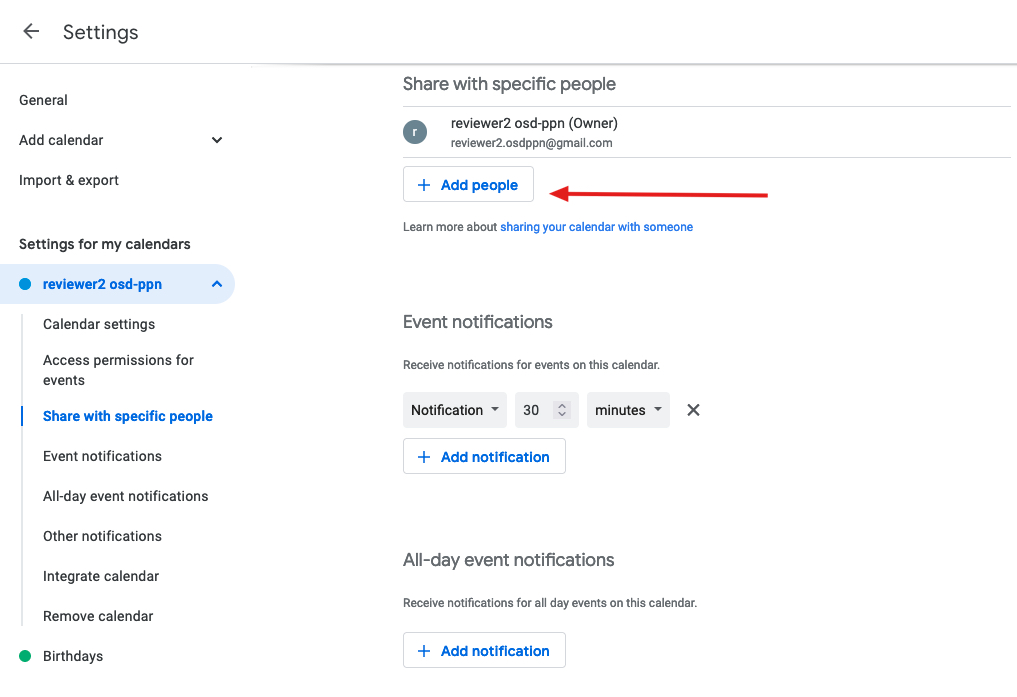 Settings
General
Add calendar
Import & export
Settings for my calendars
reviewer2 osd-ppn
Calendar settings
Access permissions for
events
Share with specific people
Event notifications
All-day event notifications
Other notifications
Integrate calendar
Remove calendar
Birthdays
Share with specific people
r
reviewer2 osd-ppn (Owner)
reviewer2.osdppn@gmail.com
+ Add people
Learn more about sharing your calendar with someone
Event notifications
Receive notifications for events on this calendar.
Notification 30 minutes
+ Add notification
All-day event notifications
Receive notifications for all day events on this calendar.
+ Add notification